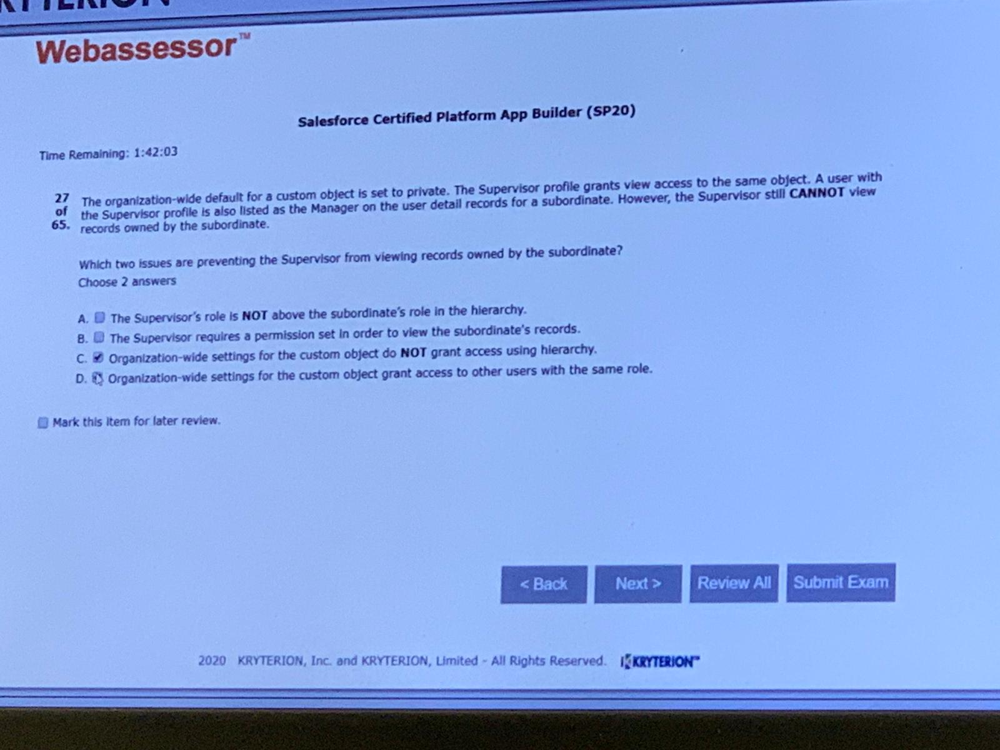 KRYTERION
Webassessor™
Salesforce Certified Platform App Builder (SP20)
Time Remaining: 1:42:03
27 of 65. The organization-wide default for a custom object is set to private. The Supervisor profile grants view access to the same object. A user with
the Supervisor profile is also listed as the Manager on the user detail records for a subordinate. However, the Supervisor still CANNOT view
records owned by the subordinate.
Which two issues are preventing the Supervisor from viewing records owned by the subordinate?
Choose 2 answers
A. The Supervisor's role is NOT above the subordinate's role in the hierarchy.
B. The Supervisor requires a permission set in order to view the subordinate's records.
C. Organization-wide settings for the custom object do NOT grant access using hierarchy.
D. Organization-wide settings for the custom object grant access to other users with the same role.
Mark this item for later review.
< Back Next > Review All Submit Exam
2020 KRYTERION, Inc. and KRYTERION, Limited - All Rights Reserved. KRYTERION™